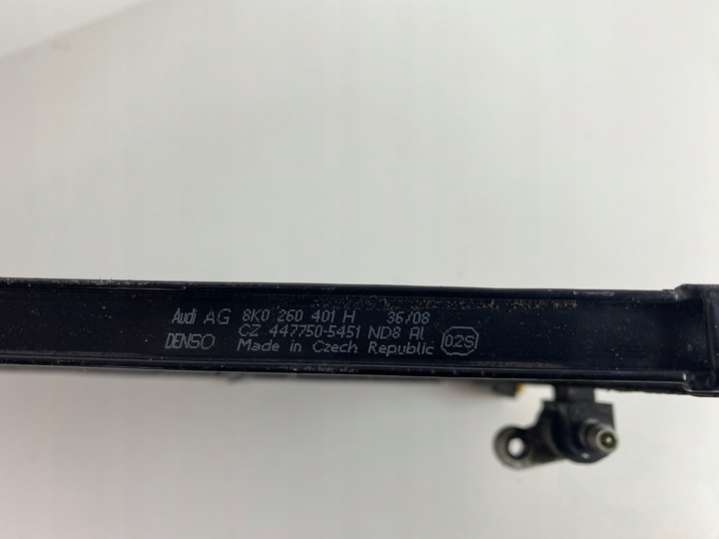 Audi AG 8K0 260 401 H 36/08
CZ 447750-5451 ND8 Al
DENSO Made in Czech Republic 02S